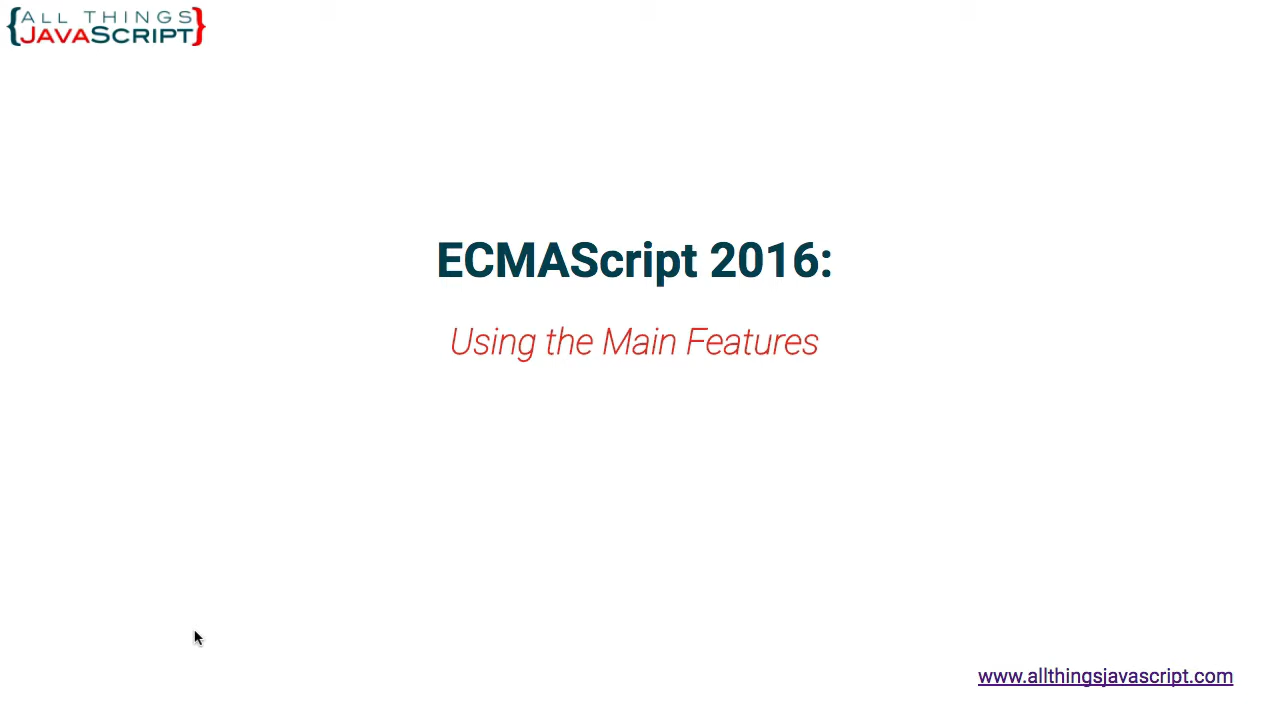 {ALL THINGS
JAVASCRIPT}
ECMAScript 2016:
Using the Main Features
www.allthingsjavascript.com